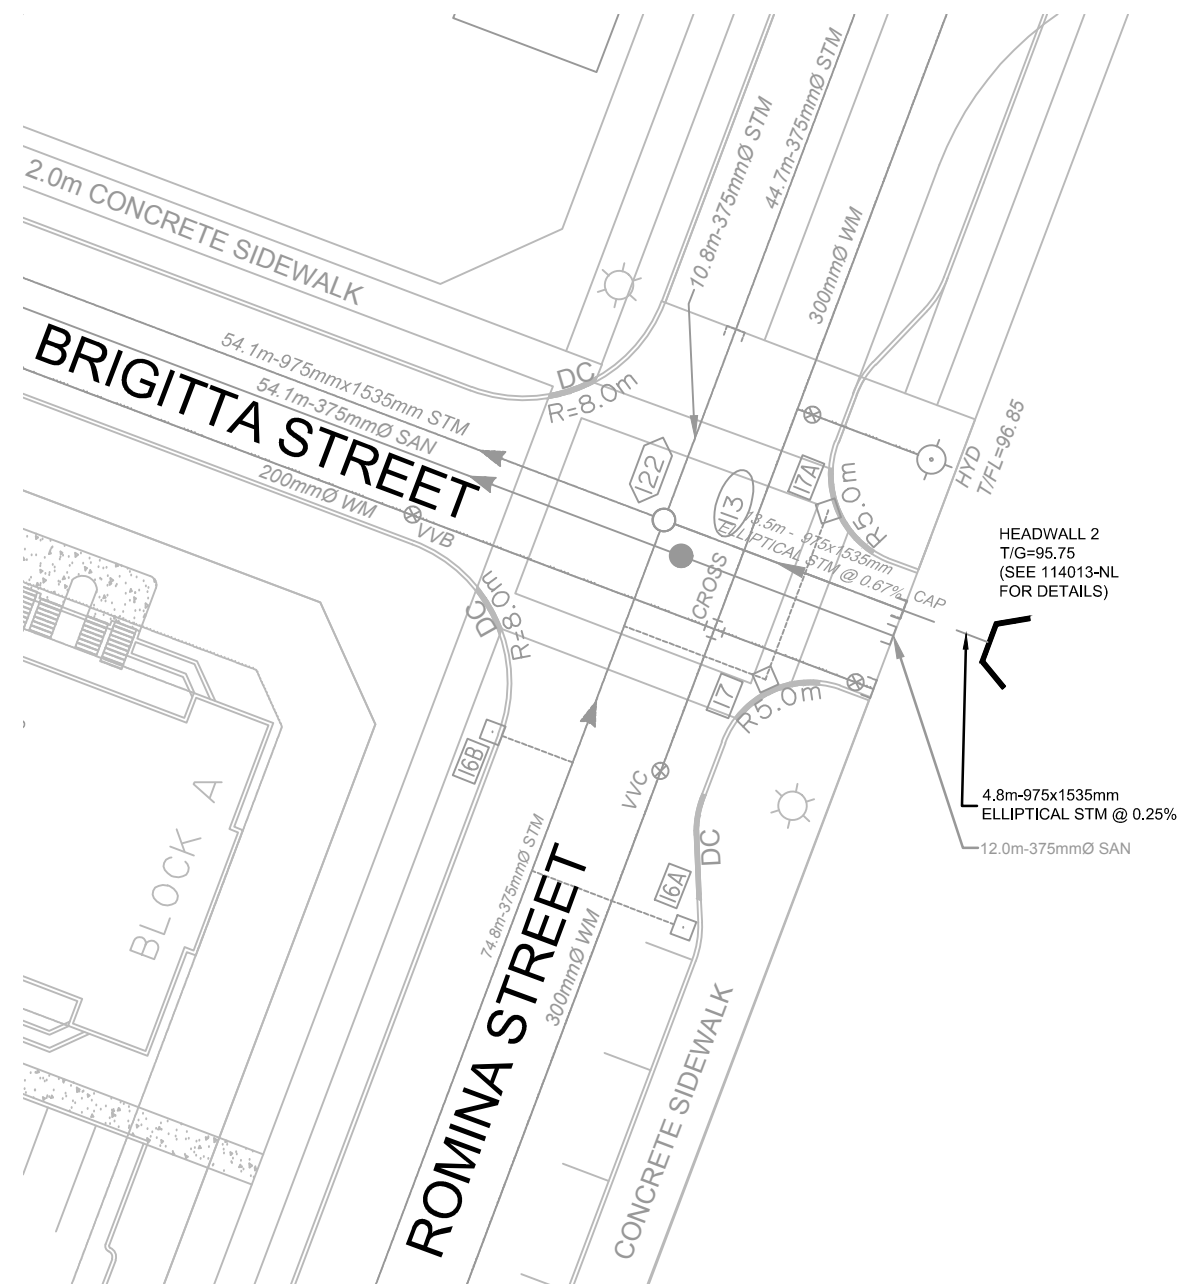 2.0m CONCRETE SIDEWALK
BRIGITTA STREET
54.1m-975mmx1535mm STM
54.1m-375mmØ SAN
200mmØ WM
VVB
DC
R=8.0m
10.8m-375mmØ STM
44.7m-375mmØ STM
300mmØ WM
HYD
T/FL=96.85
122
113
17A
R5.0m
13.5m - 975x1535mm
ELLIPTICAL STM @ 0.67%
CAP
CROSS
HEADWALL 2
T/G=95.75
(SEE 114013-NL
FOR DETAILS)
DC
R=8.0m
17
R5.0m
16B
VVC
4.8m-975x1535mm
ELLIPTICAL STM @ 0.25%
12.0m-375mmØ SAN
DC
16A
BLOCK A
74.8m-375mmØ STM
ROMINA STREET
300mmØ WM
CONCRETE SIDEWALK